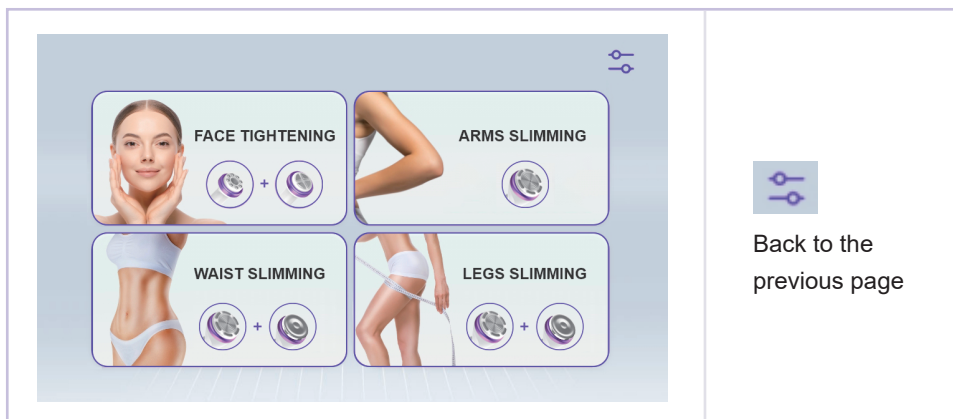 FACE TIGHTENING
+
ARMS SLIMMING
WAIST SLIMMING
+
LEGS SLIMMING
+
Back to the
previous page